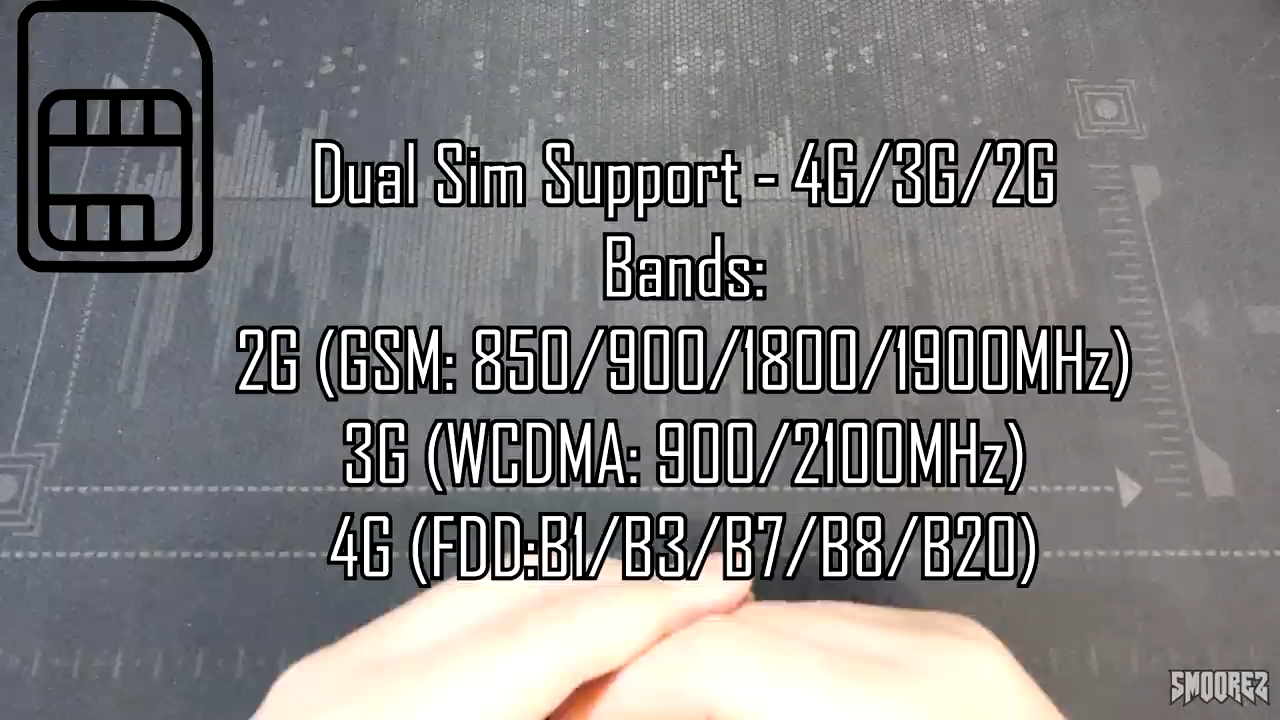 Dual Sim Support - 4G/3G/2G
Bands:
2G (GSM: 850/900/1800/1900MHz)
3G (WCDMA: 900/2100MHz)
4G (FDD:B1/B3/B7/B8/B20)
SMOOREZ